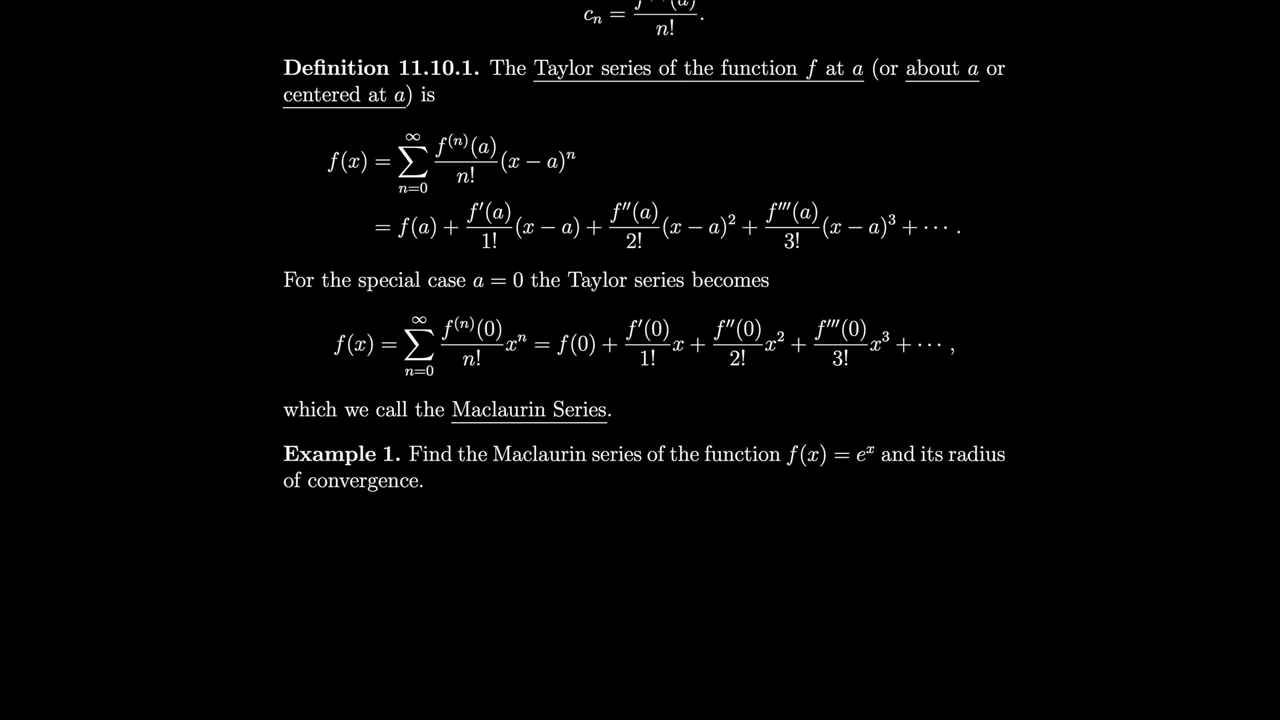 c_n = f^{(n)}(a) / n! .
Definition 11.10.1. The Taylor series of the function f at a (or about a or
centered at a) is
f(x) = \sum_{n=0}^{\infty} \frac{f^{(n)}(a)}{n!}(x − a)^n
= f(a) + \frac{f′(a)}{1!}(x − a) + \frac{f″(a)}{2!}(x − a)^2 + \frac{f‴(a)}{3!}(x − a)^3 + ⋯ .
For the special case a = 0 the Taylor series becomes
f(x) = \sum_{n=0}^{\infty} \frac{f^{(n)}(0)}{n!}x^n = f(0) + \frac{f′(0)}{1!}x + \frac{f″(0)}{2!}x^2 + \frac{f‴(0)}{3!}x^3 + ⋯ ,
which we call the Maclaurin Series.
Example 1. Find the Maclaurin series of the function f(x) = e^x and its radius
of convergence.